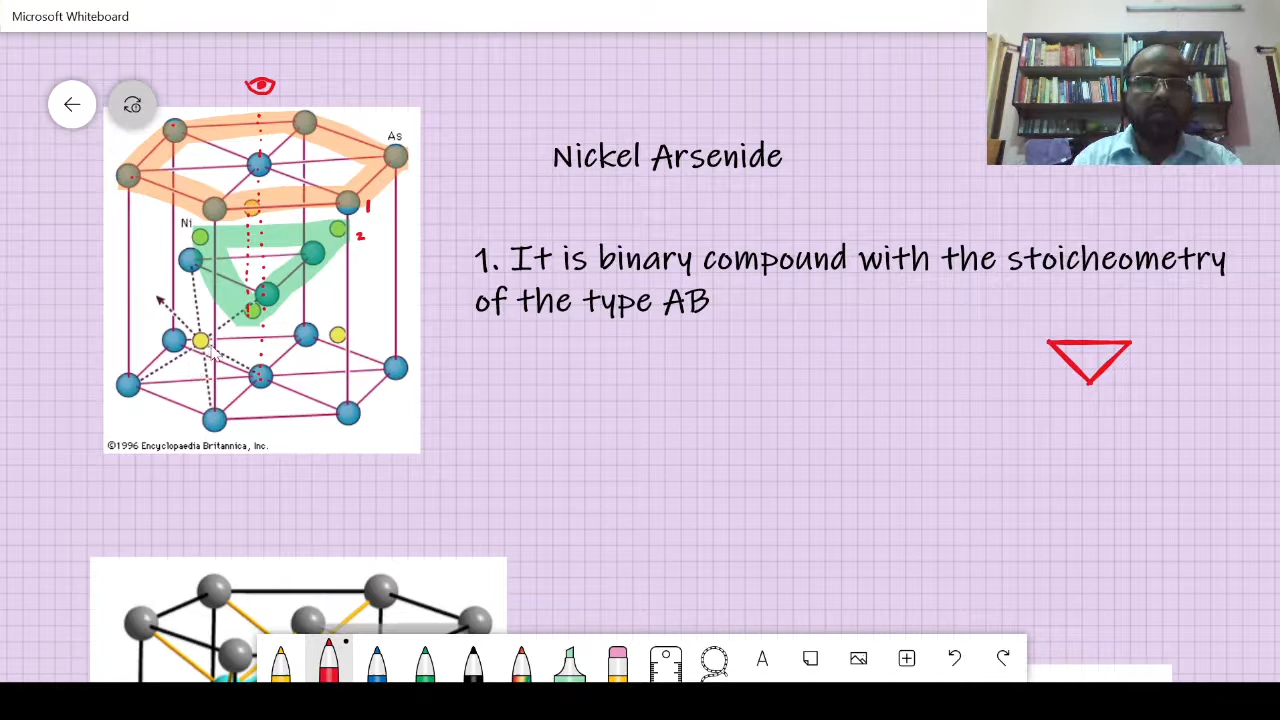 Microsoft Whiteboard
As
Nickel Arsenide
1
Ni
2
1. It is binary compound with the stoicheometry
of the type AB
©1996 Encyclopaedia Britannica, Inc.
A